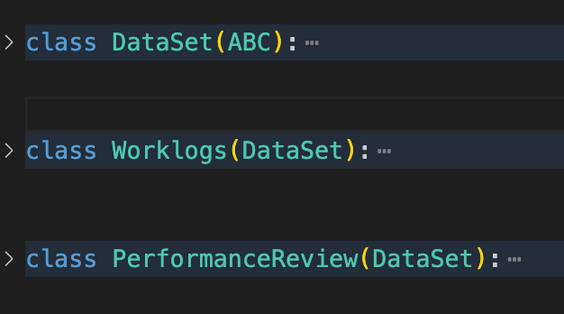 class DataSet(ABC):…
class Worklogs(DataSet):…
class PerformanceReview(DataSet):…